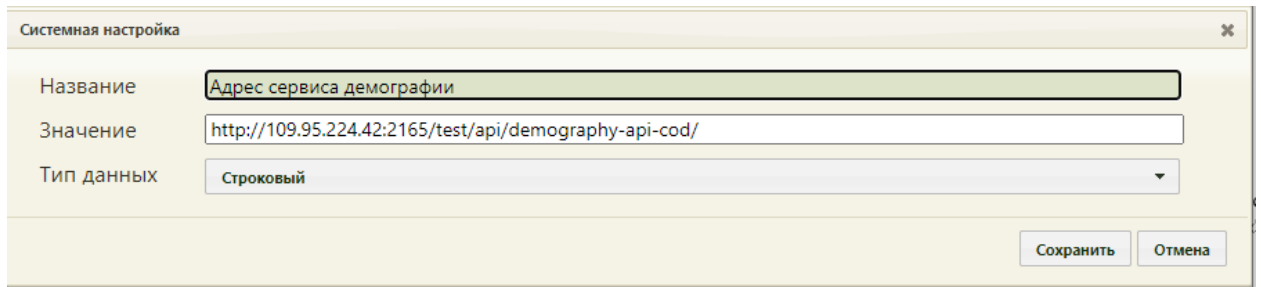 Системная настройка
Название Адрес сервиса демографии
Значение http://109.95.224.42:2165/test/api/demography-api-cod/
Тип данных Строковый
Сохранить Отмена